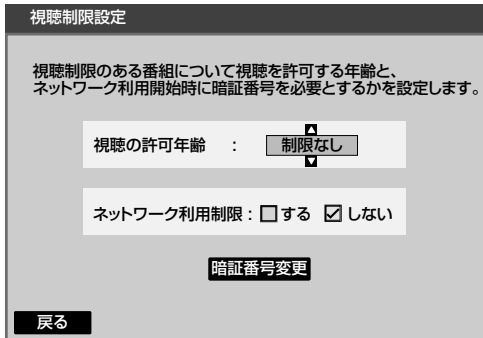 視聴制限設定
視聴制限のある番組について視聴を許可する年齢と、
ネットワーク利用開始時に暗証番号を必要とするかを設定します。
視聴の許可年齢 : 制限なし
ネットワーク利用制限 : する しない
暗証番号変更
戻る